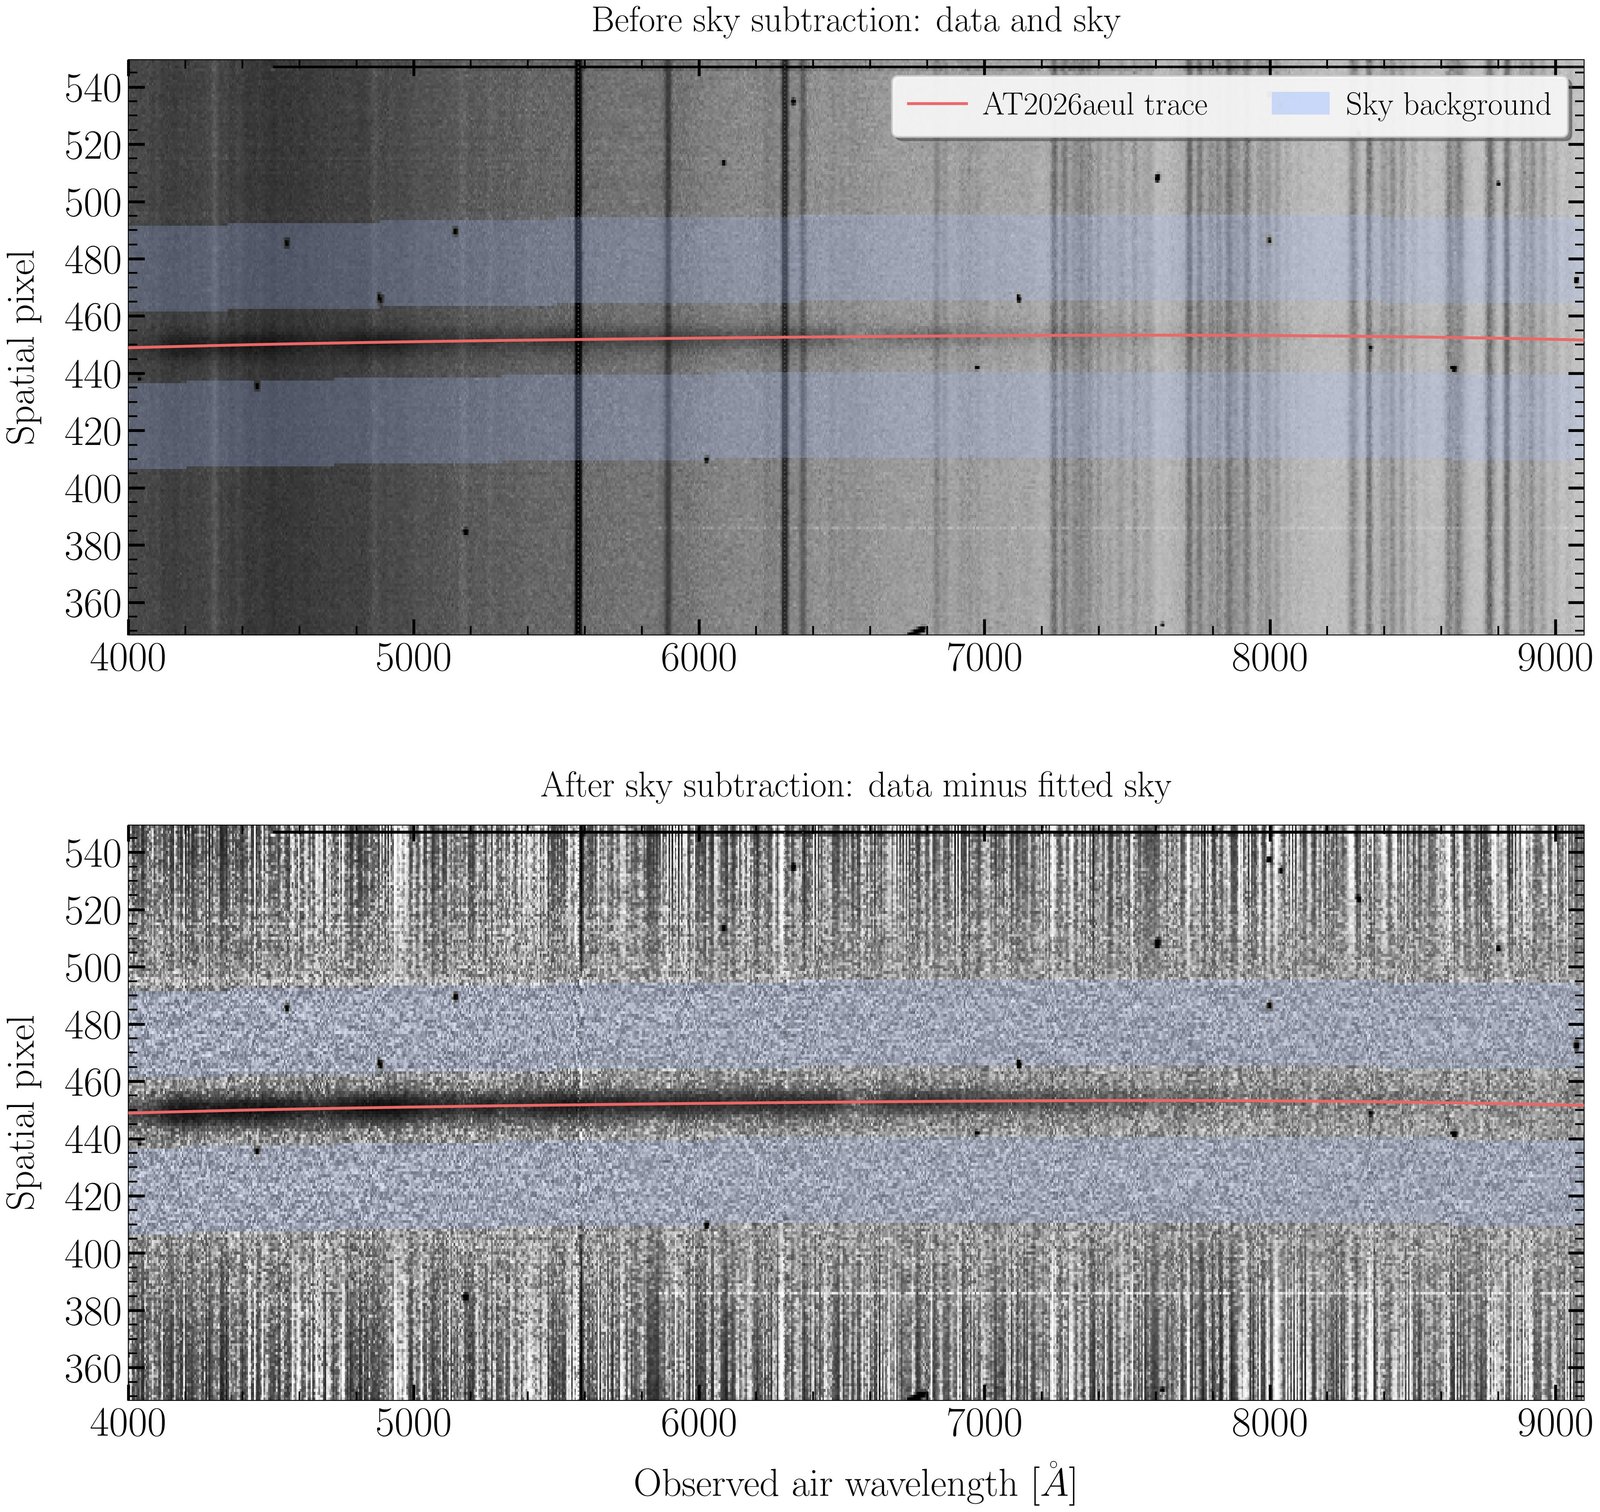 Before sky subtraction: data and sky
AT2026aeul trace
Sky background
540
520
500
480
460
440
420
400
380
360
Spatial pixel
4000 5000 6000 7000 8000 9000
After sky subtraction: data minus fitted sky
540
520
500
480
460
440
420
400
380
360
Spatial pixel
4000 5000 6000 7000 8000 9000
Observed air wavelength [Å]